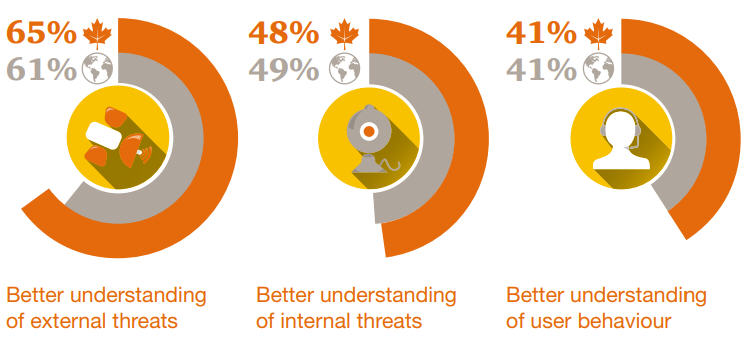 65%
61%
Better understanding
of external threats
48%
49%
Better understanding
of internal threats
41%
41%
Better understanding
of user behaviour